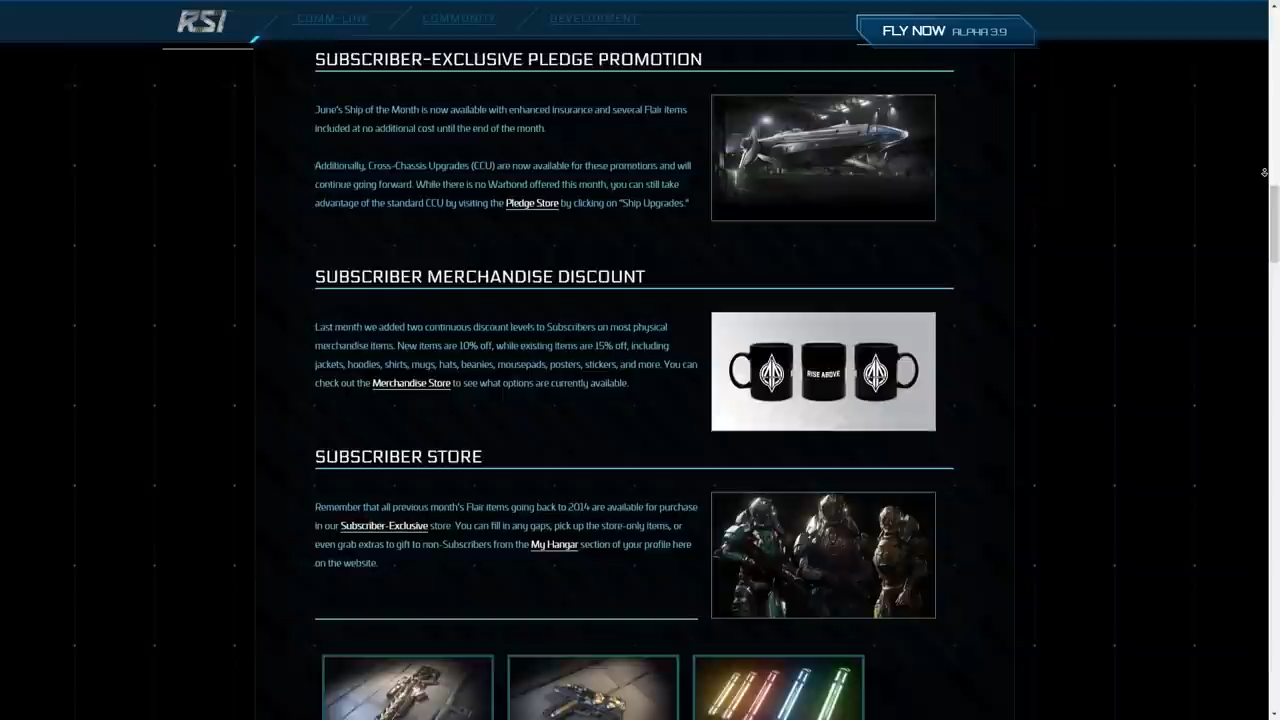 RSI
COMM-LINK
COMMUNITY
DEVELOPMENT
FLY NOW ALPHA 3.9
SUBSCRIBER-EXCLUSIVE PLEDGE PROMOTION
June's Ship of the Month is now available with enhanced insurance and several Flair items
included at no additional cost until the end of the month.
Additionally, Cross-Chassis Upgrades (CCU) are now available for these promotions and will
continue going forward. While there is no Warbond offered this month, you can still take
advantage of the standard CCU by visiting the Pledge Store by clicking on "Ship Upgrades."
SUBSCRIBER MERCHANDISE DISCOUNT
Last month we added two continuous discount levels to Subscribers on most physical
merchandise items. New items are 10% off, while existing items are 15% off, including
jackets, hoodies, shirts, mugs, hats, beanies, mousepads, posters, stickers, and more. You can
check out the Merchandise Store to see what options are currently available.
RISE ABOVE
SUBSCRIBER STORE
Remember that all previous month's Flair items going back to 2014 are available for purchase
in our Subscriber-Exclusive store. You can fill in any gaps, pick up the store-only items, or
even grab extras to gift to non-Subscribers from the My Hangar section of your profile here
on the website.